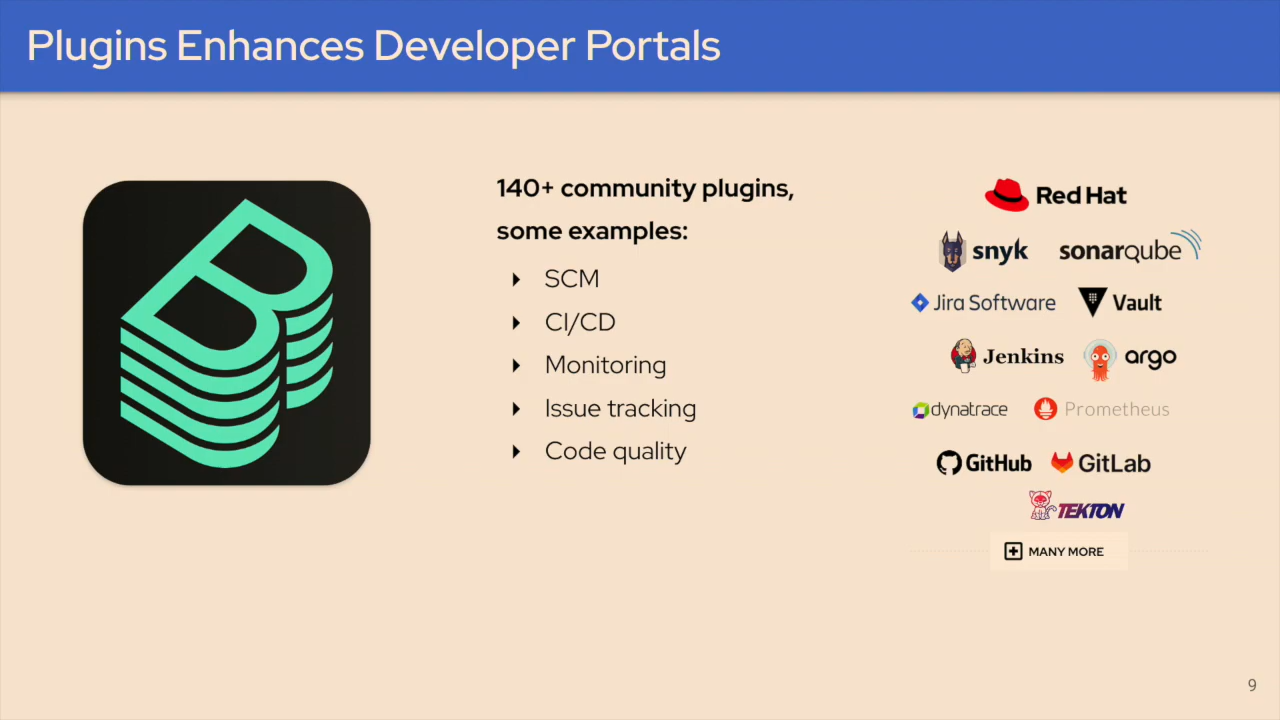 Plugins Enhances Developer Portals
140+ community plugins,
some examples:
SCM
CI/CD
Monitoring
Issue tracking
Code quality
Red Hat
snyk sonarqube
Jira Software Vault
Jenkins argo
dynatrace Prometheus
GitHub GitLab
TEKTON
MANY MORE
9